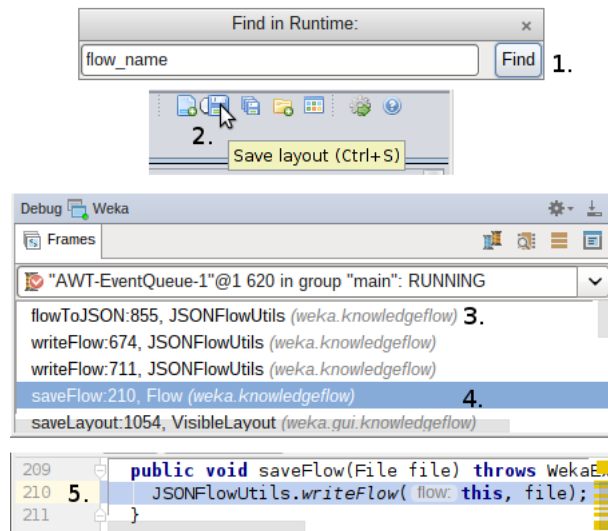 Find in Runtime:
×
flow_name
Find
1.
2.
Save layout (Ctrl+S)
Debug Weka
Frames
"AWT-EventQueue-1"@1 620 in group "main": RUNNING
flowToJSON:855, JSONFlowUtils (weka.knowledgeflow) 3.
writeFlow:674, JSONFlowUtils (weka.knowledgeflow)
writeFlow:711, JSONFlowUtils (weka.knowledgeflow)
saveFlow:210, Flow (weka.knowledgeflow) 4.
saveLayout:1054, VisibleLayout (weka.gui.knowledgeflow)
209 public void saveFlow(File file) throws WekaE
210 5. JSONFlowUtils.writeFlow( flow: this, file);
211 }